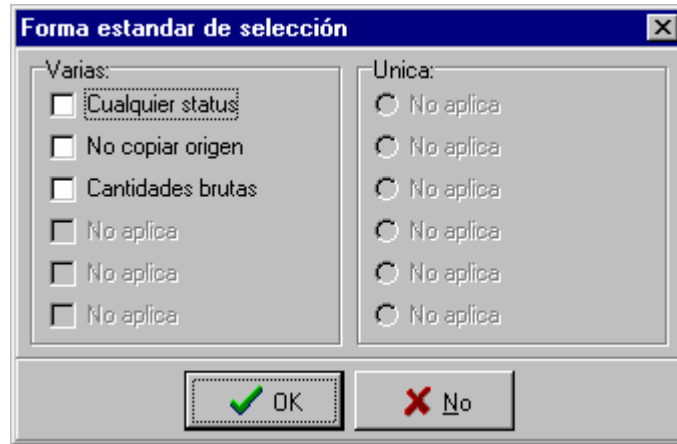 Forma estandar de selección
Varias:
Cualquier status
No copiar origen
Cantidades brutas
No aplica
No aplica
No aplica
Unica:
No aplica
No aplica
No aplica
No aplica
No aplica
No aplica
OK
No